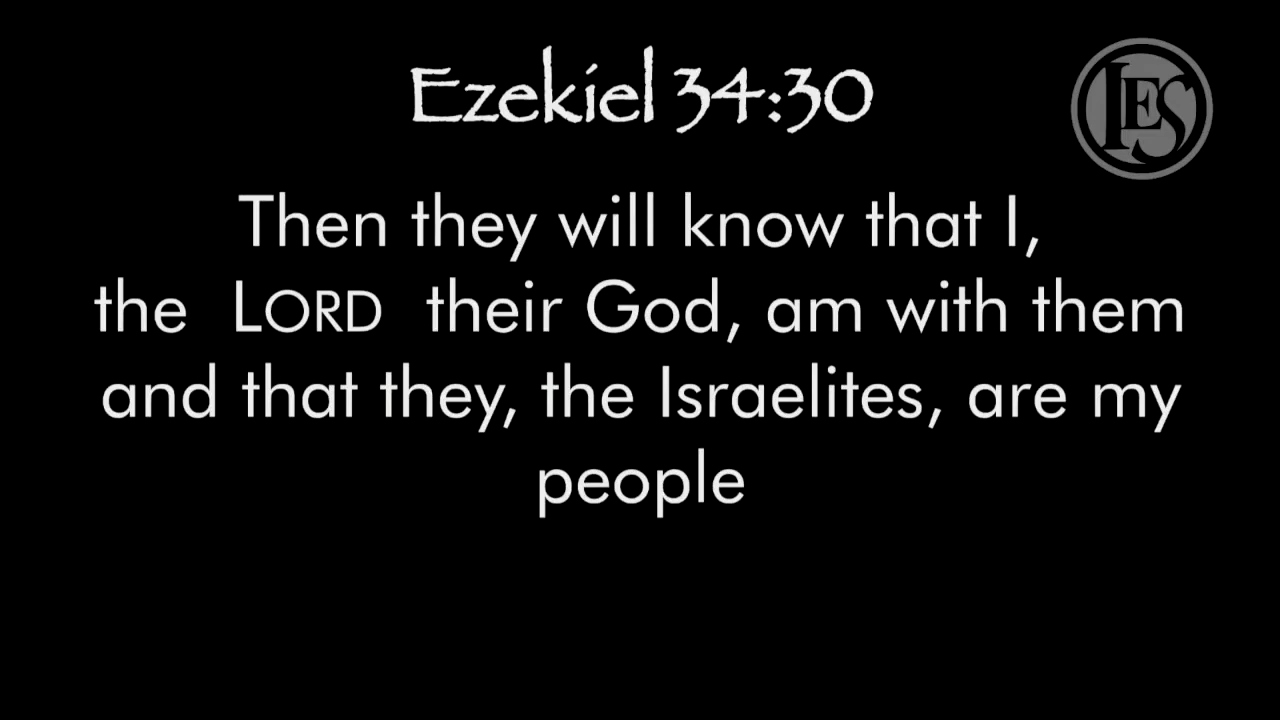 Ezekiel 34:30
IES
Then they will know that I,
the LORD their God, am with them
and that they, the Israelites, are my
people